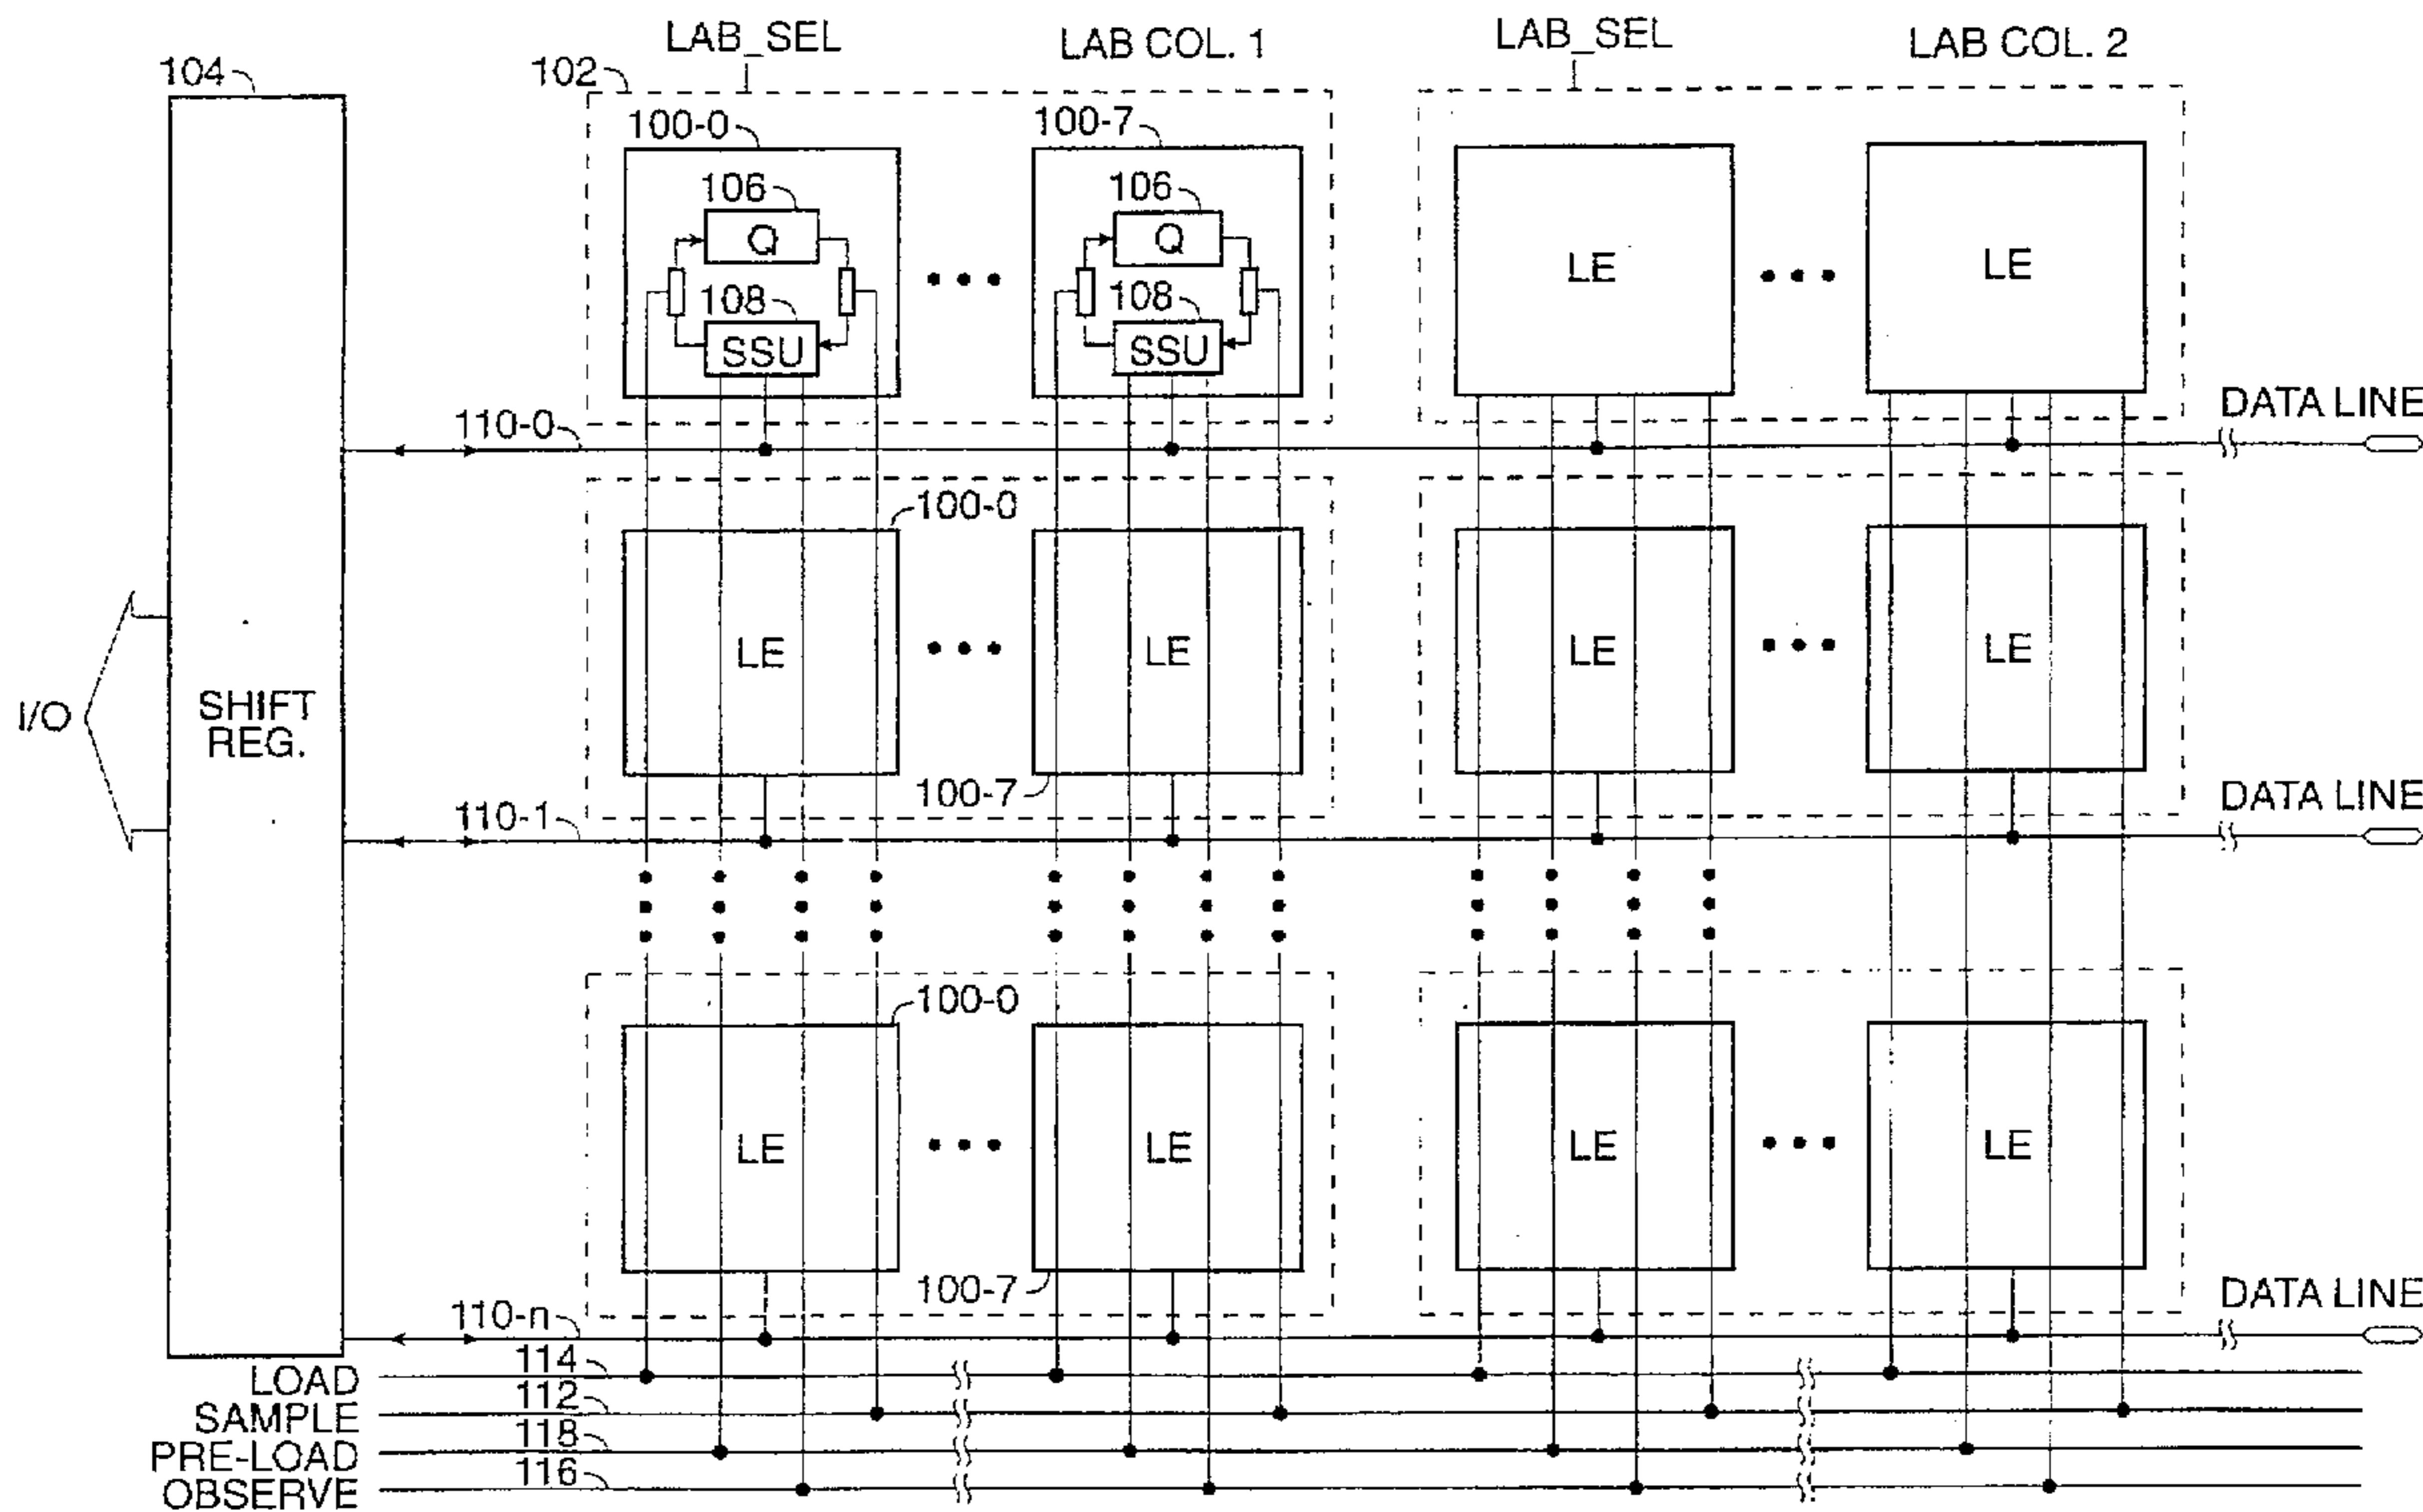 LAB_SEL
LAB COL. 1
LAB_SEL
LAB COL. 2
104
102
100-0
100-7
106
106
Q
Q
LE
LE
108
108
SSU
SSU
110-0
DATA LINE
100-0
LE
LE
LE
LE
I/O
SHIFT
REG.
100-7
110-1
DATA LINE
100-0
LE
LE
LE
LE
100-7
110-n
DATA LINE
LOAD
114
SAMPLE
112
PRE-LOAD
118
OBSERVE
116